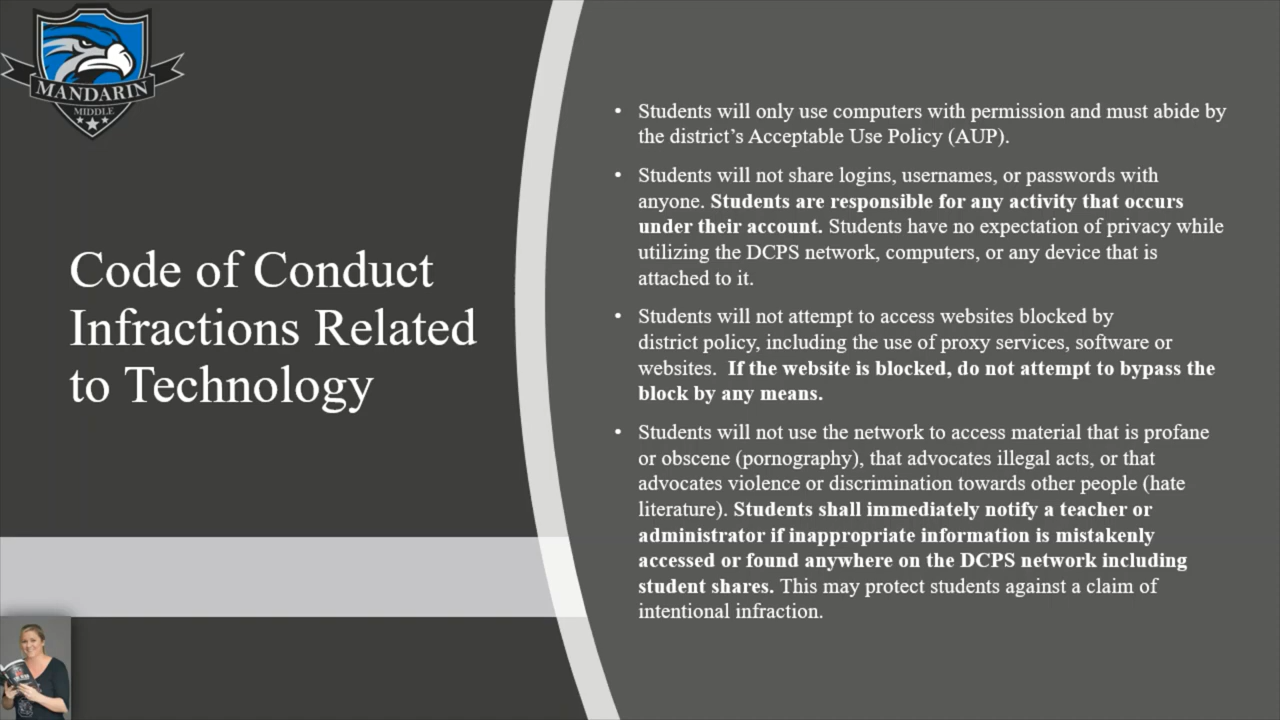 MANDARIN
MIDDLE
Code of Conduct
Infractions Related
to Technology
• Students will only use computers with permission and must abide by
the district’s Acceptable Use Policy (AUP).
• Students will not share logins, usernames, or passwords with
anyone. Students are responsible for any activity that occurs
under their account. Students have no expectation of privacy while
utilizing the DCPS network, computers, or any device that is
attached to it.
• Students will not attempt to access websites blocked by
district policy, including the use of proxy services, software or
websites.  If the website is blocked, do not attempt to bypass the
block by any means.
• Students will not use the network to access material that is profane
or obscene (pornography), that advocates illegal acts, or that
advocates violence or discrimination towards other people (hate
literature). Students shall immediately notify a teacher or
administrator if inappropriate information is mistakenly
accessed or found anywhere on the DCPS network including
student shares. This may protect students against a claim of
intentional infraction.